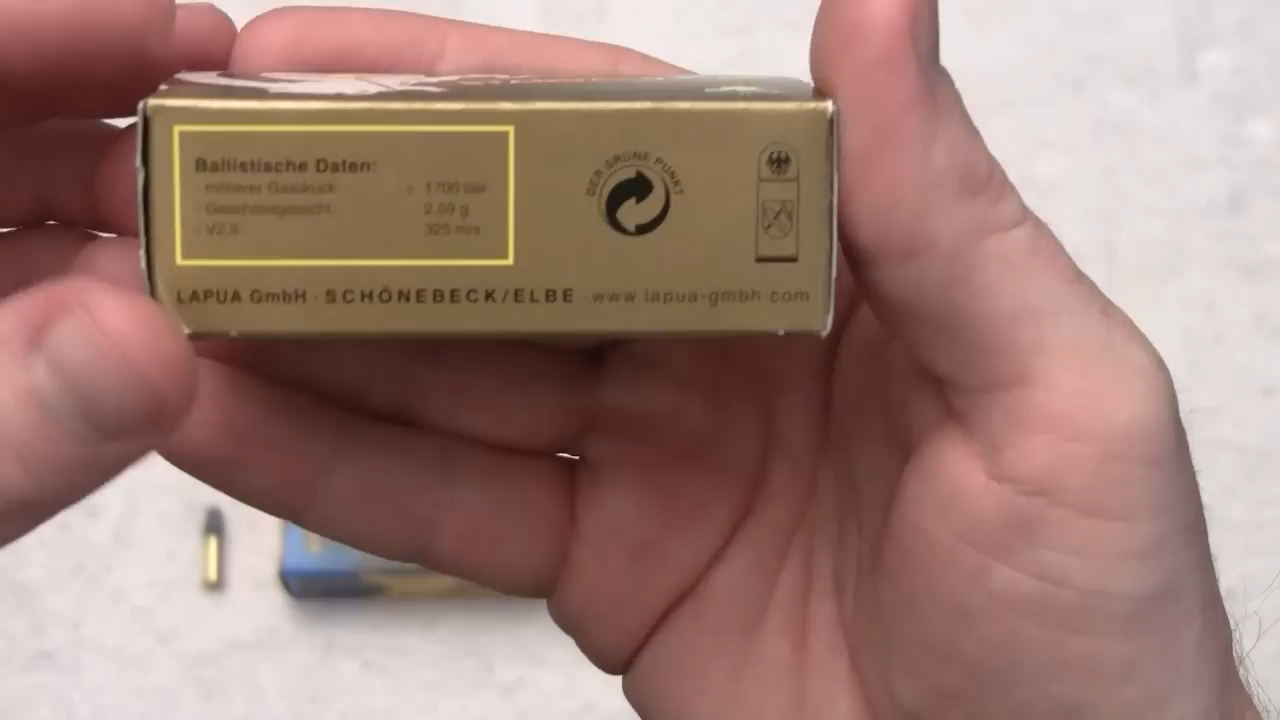 Ballistische Daten:
mittlerer Gasdruck: 1700 bar
Geschossgewicht: 2,59 g
V2,5: 325 m/s
DER GRÜNE PUNKT
LAPUA GmbH · SCHÖNEBECK/ELBE · www.lapua-gmbh.com